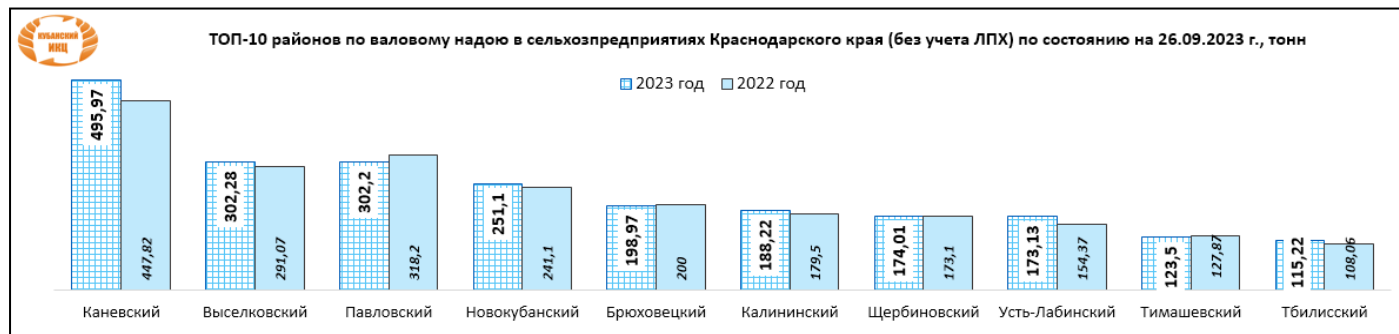 КУБАНСКИЙ
ИКЦ
ТОП-10 районов по валовому надою в сельхозпредприятиях Краснодарского края (без учета ЛПХ) по состоянию на 26.09.2023 г., тонн
2023 год 2022 год
495,97 447,82 302,28 291,07 302,2 318,2 251,1 241,1 198,97 200 188,22 179,5 174,01 173,1 173,13 154,37 123,5 127,87 115,22 108,06
Каневский Выселковский Павловский Новокубанский Брюховецкий Калининский Щербиновский Усть-Лабинский Тимашевский Тбилисский